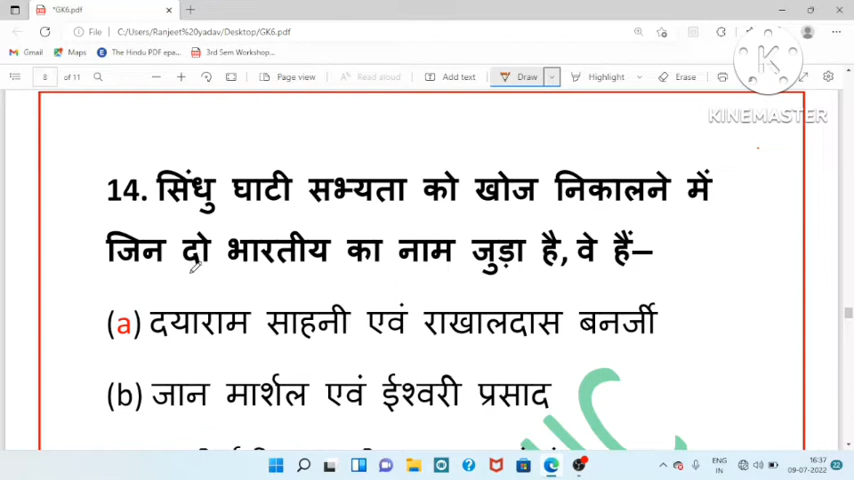 *GK6.pdf
File C:/Users/Ranjeet%20yadav/Desktop/GK6.pdf
Gmail Maps The Hindu PDF epa... 3rd Sem Workshop...
8 of 11 Page view Read aloud Add text Draw Highlight Erase
K
KINEMASTER
14. सिंधु घाटी सभ्यता को खोज निकालने में
जिन दो भारतीय का नाम जुड़ा है, वे हैं–
(a) दयाराम साहनी एवं राखालदास बनर्जी
(b) जान मार्शल एवं ईश्वरी प्रसाद
ENG
IN
16:37
09-07-2022
22